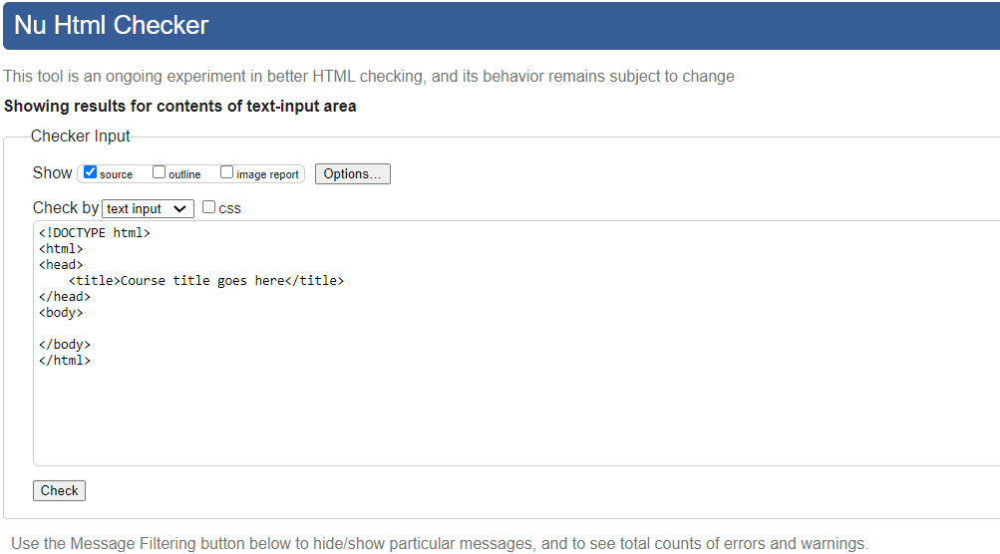 Nu Html Checker
This tool is an ongoing experiment in better HTML checking, and its behavior remains subject to change
Showing results for contents of text-input area
Checker Input
Show source outline image report Options...
Check by text input css
<!DOCTYPE html>
<html>
<head>
    <title>Course title goes here</title>
</head>
<body>
</body>
</html>
Check
Use the Message Filtering button below to hide/show particular messages, and to see total counts of errors and warnings.